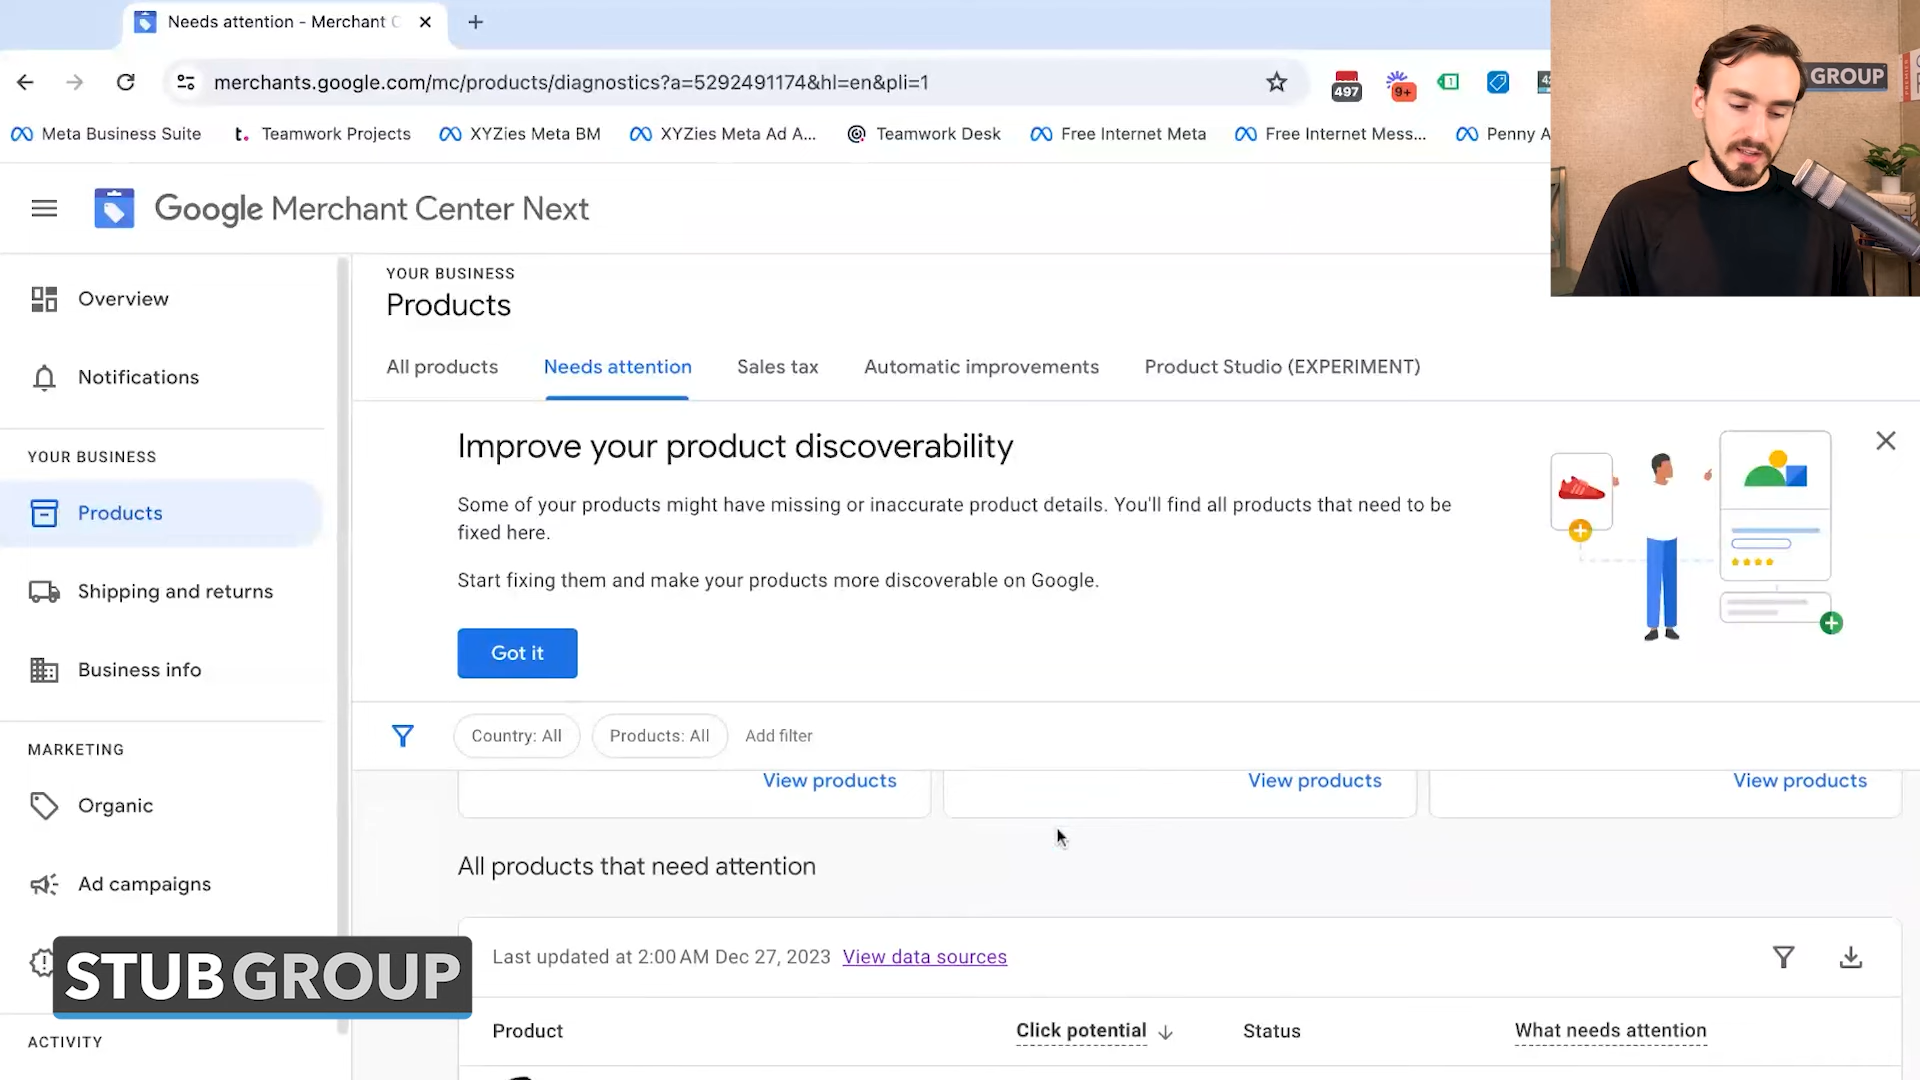 Needs attention - Merchant C
merchants.google.com/mc/products/diagnostics?a=5292491174&hl=en&pli=1
497
9+
1
GROUP
Meta Business Suite
Teamwork Projects
XYZies Meta BM
XYZies Meta Ad A...
Teamwork Desk
Free Internet Meta
Free Internet Mess...
Penny A
Google Merchant Center Next
Overview
Notifications
YOUR BUSINESS
Products
Shipping and returns
Business info
MARKETING
Organic
Ad campaigns
STUBGROUP
ACTIVITY
YOUR BUSINESS
Products
All products
Needs attention
Sales tax
Automatic improvements
Product Studio (EXPERIMENT)
Improve your product discoverability
Some of your products might have missing or inaccurate product details. You'll find all products that need to be
fixed here.
Start fixing them and make your products more discoverable on Google.
Got it
Country: All
Products: All
Add filter
View products
View products
View products
All products that need attention
Last updated at 2:00 AM Dec 27, 2023 View data sources
Product
Click potential
Status
What needs attention